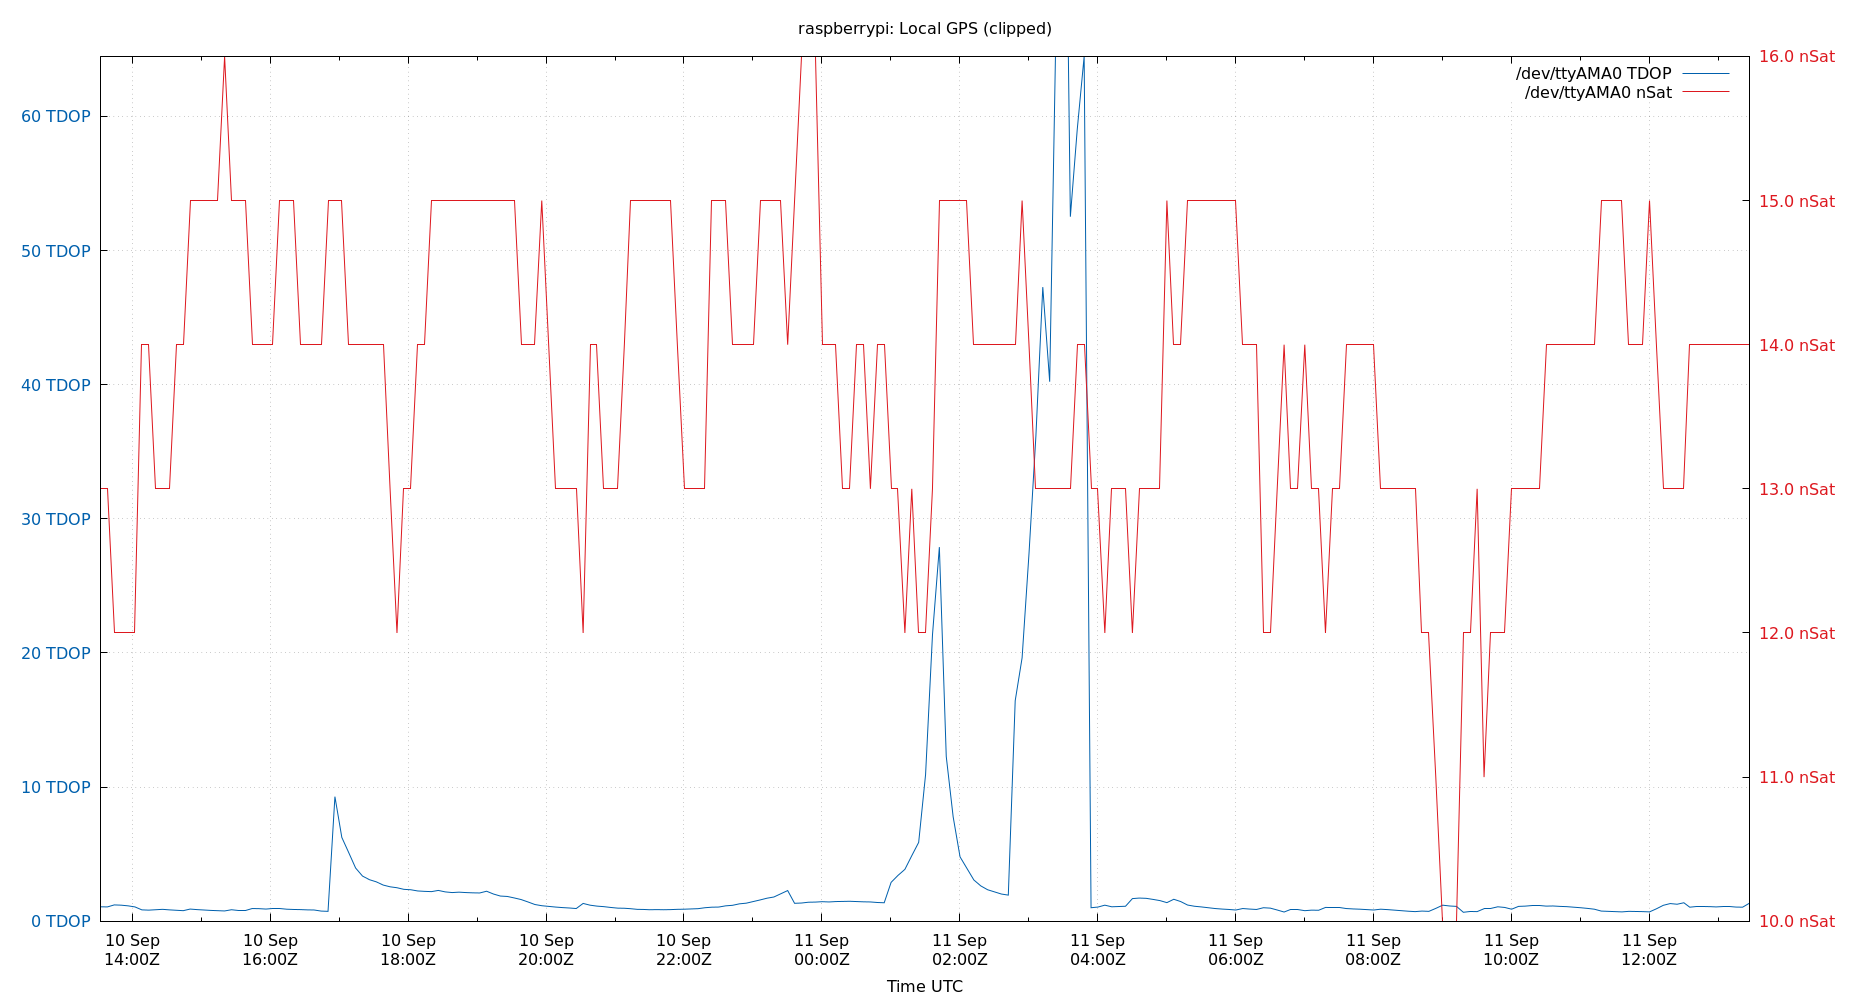 raspberrypi: Local GPS (clipped)
/dev/ttyAMA0 TDOP
/dev/ttyAMA0 nSat
60 TDOP
50 TDOP
40 TDOP
30 TDOP
20 TDOP
10 TDOP
0 TDOP
16.0 nSat
15.0 nSat
14.0 nSat
13.0 nSat
12.0 nSat
11.0 nSat
10.0 nSat
10 Sep
14:00Z
10 Sep
16:00Z
10 Sep
18:00Z
10 Sep
20:00Z
10 Sep
22:00Z
11 Sep
00:00Z
11 Sep
02:00Z
11 Sep
04:00Z
11 Sep
06:00Z
11 Sep
08:00Z
11 Sep
10:00Z
11 Sep
12:00Z
Time UTC